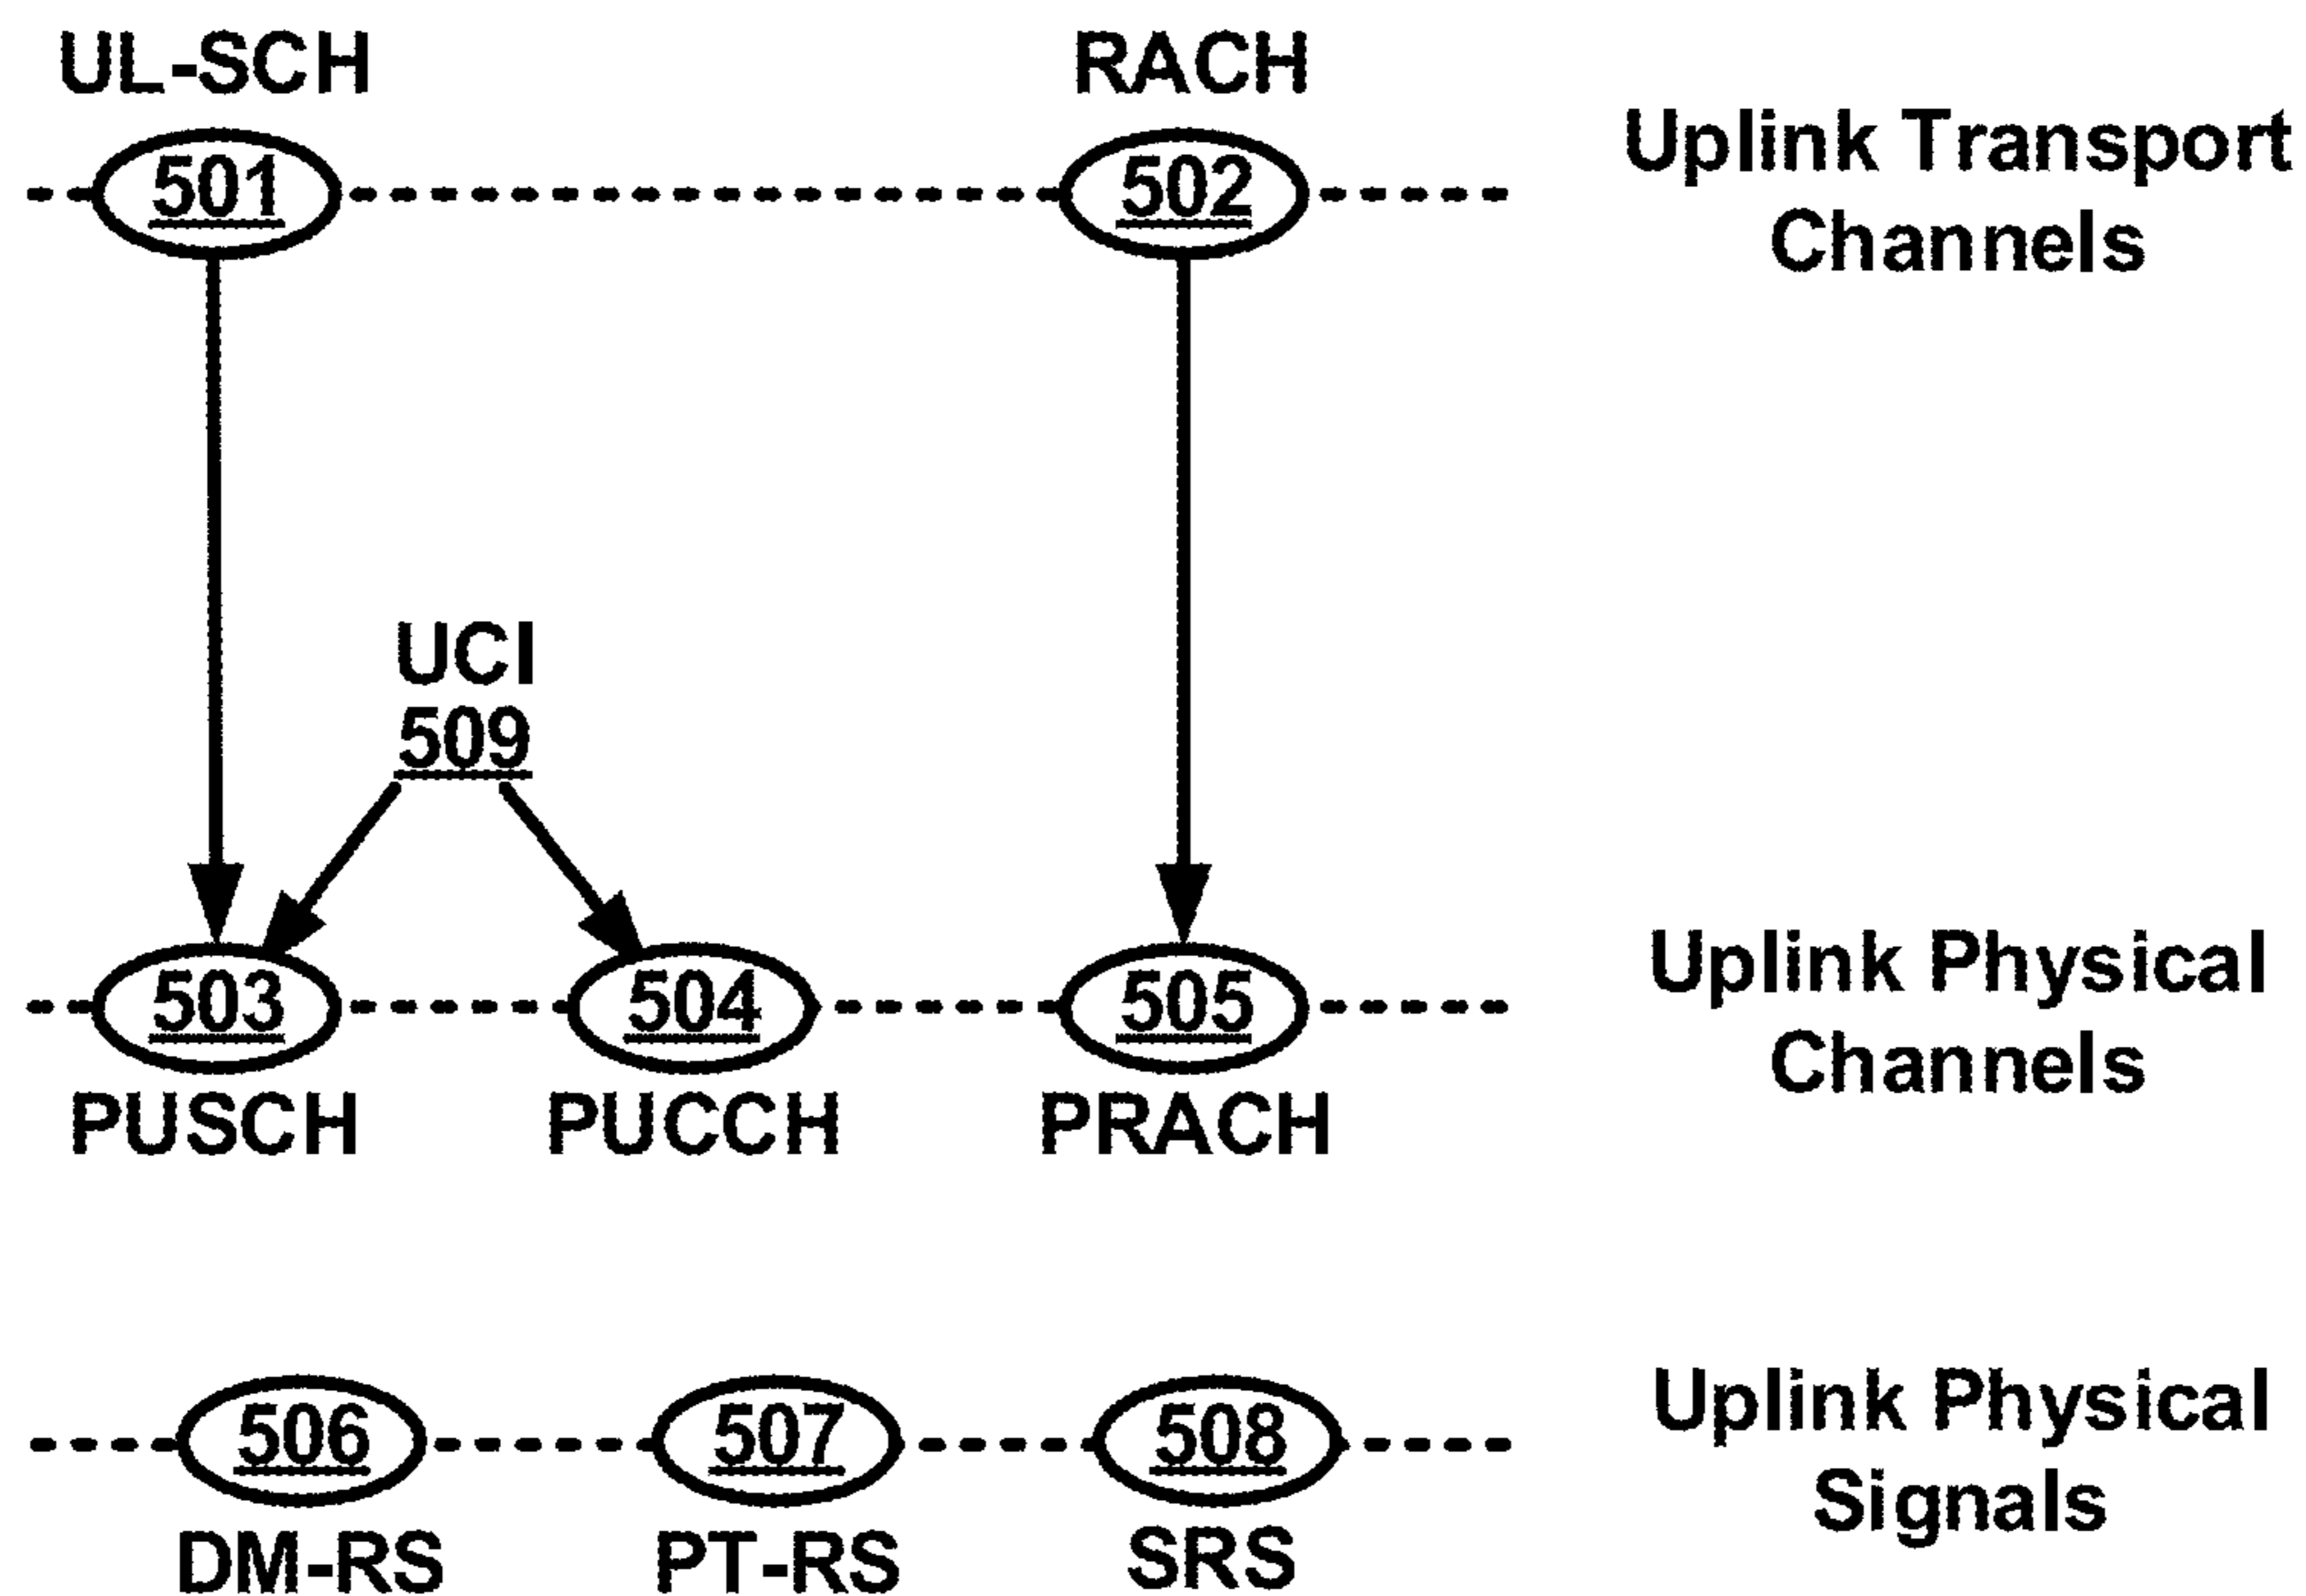 UL-SCH
RACH
501
502
Uplink Transport
Channels
UCI
509
503
504
505
Uplink Physical
Channels
PUSCH
PUCCH
PRACH
506
507
508
Uplink Physical
Signals
DM-RS
PT-RS
SRS